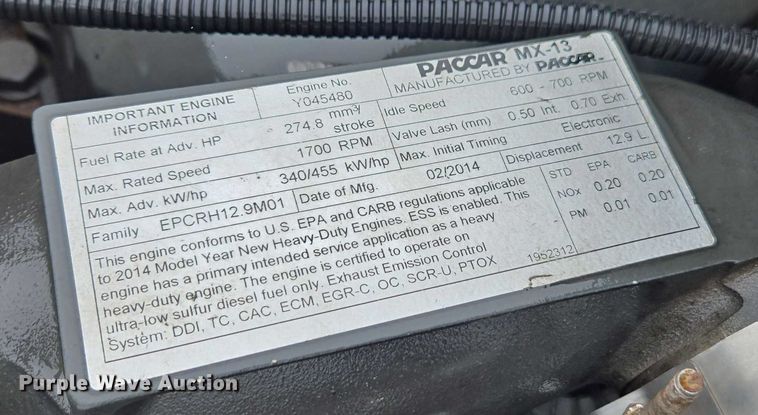 IMPORTANT ENGINE INFORMATION
Engine No. Y045480
PACCAR MX-13
MANUFACTURED BY PACCAR
Fuel Rate at Adv. HP 274.8 mm³/stroke
Idle Speed 600 - 700 RPM
Max. Rated Speed 1700 RPM
Valve Lash (mm) 0.50 Int. 0.70 Exh
Max. Adv. kW/hp 340/455 kW/hp
Max. Initial Timing Electronic
Family EPCRH12.9M01
Date of Mfg. 02/2014
Displacement 12.9 L
This engine conforms to U.S. EPA and CARB regulations applicable
to 2014 Model Year New Heavy-Duty Engines. ESS is enabled. This
engine has a primary intended service application as a heavy
heavy-duty engine. The engine is certified to operate on
ultra-low sulfur diesel fuel only. Exhaust Emission Control
System: DDI, TC, CAC, ECM, EGR-C, OC, SCR-U, PTOX
STD EPA CARB
NOx 0.20 0.20
PM 0.01 0.01
1952312
Purple Wave Auction